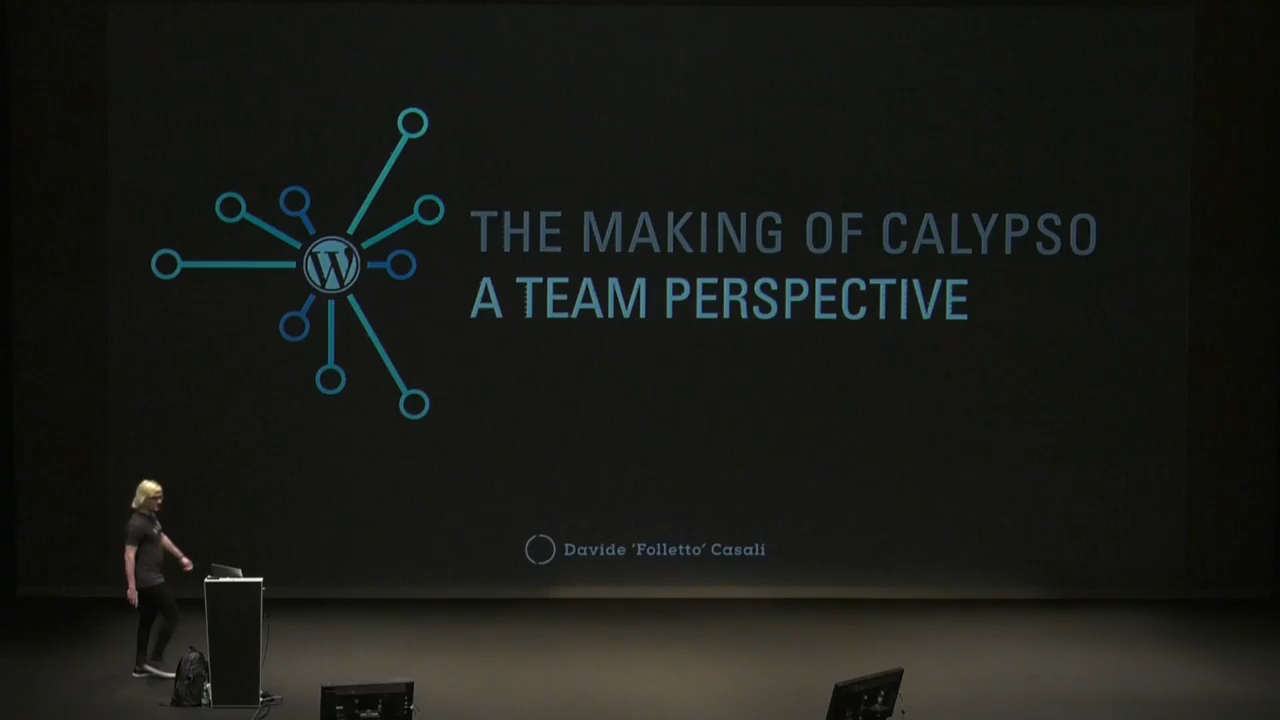 THE MAKING OF CALYPSO
A TEAM PERSPECTIVE
Davide 'Folletto' Casali